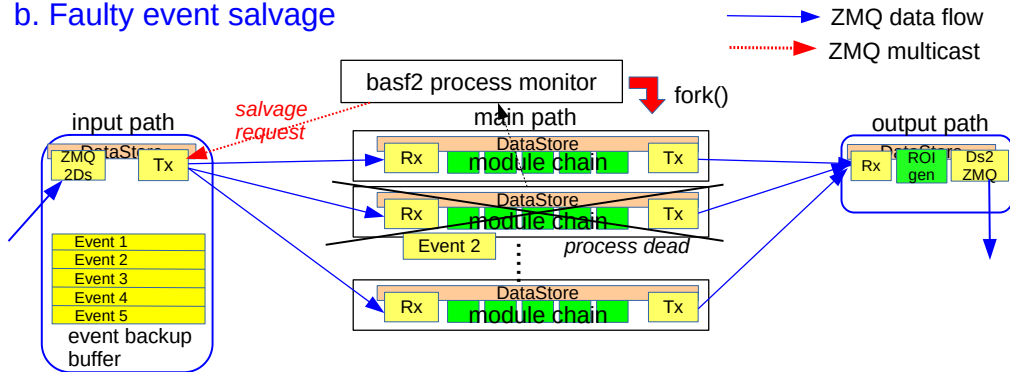 b. Faulty event salvage
ZMQ data flow
ZMQ multicast
basf2 process monitor
fork()
salvage
request
input path
main path
output path
DataStore
ZMQ
2Ds
Tx
Event 1
Event 2
Event 3
Event 4
Event 5
event backup
buffer
DataStore
Rx
module chain
Tx
DataStore
Rx
module chain
Tx
Event 2
process dead
DataStore
Rx
module chain
Tx
DataStore
Rx
ROI
gen
Ds2
ZMQ